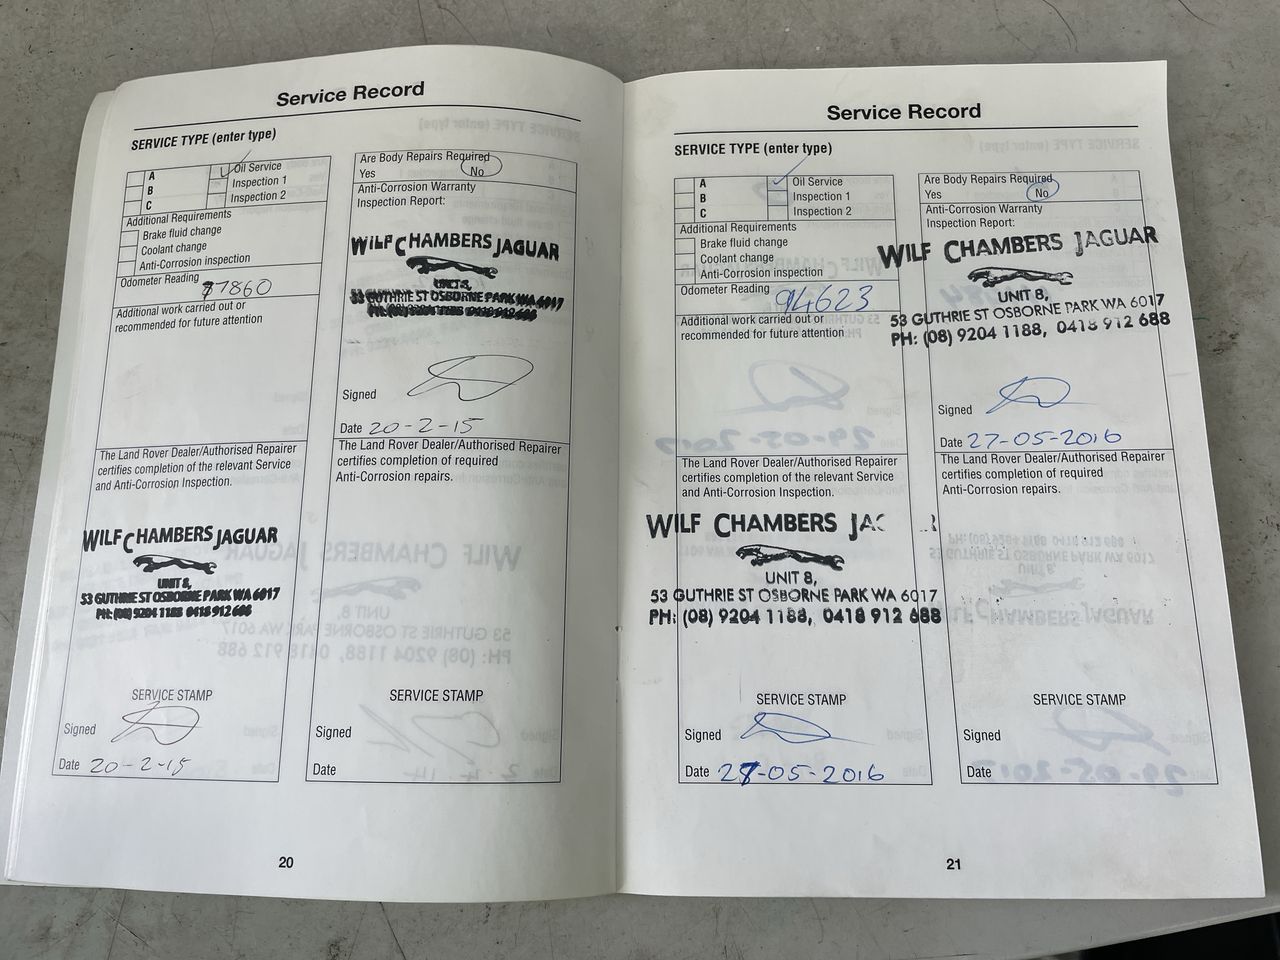 Service Record
SERVICE TYPE (enter type)
A Oil Service
B Inspection 1
C Inspection 2
Additional Requirements
Brake fluid change
Coolant change
Anti-Corrosion inspection
Odometer Reading
77860
Additional work carried out or
recommended for future attention
Are Body Repairs Required
Yes No
Anti-Corrosion Warranty
Inspection Report:
WILF CHAMBERS JAGUAR
UNIT 8,
53 GUTHRIE ST OSBORNE PARK WA 6017
PH: (08) 9204 1188 0418 912 688
Signed
Date 20-2-15
The Land Rover Dealer/Authorised Repairer
certifies completion of the relevant Service
and Anti-Corrosion Inspection.
WILF CHAMBERS JAGUAR
UNIT 8,
53 GUTHRIE ST OSBORNE PARK WA 6017
PH: (08) 9204 1188 0418 912 688
SERVICE STAMP
Signed
Date 20-2-15
The Land Rover Dealer/Authorised Repairer
certifies completion of required
Anti-Corrosion repairs.
SERVICE STAMP
Signed
Date
20
Service Record
SERVICE TYPE (enter type)
A Oil Service
B Inspection 1
C Inspection 2
Additional Requirements
Brake fluid change
Coolant change
Anti-Corrosion inspection
Odometer Reading 94623
Additional work carried out or
recommended for future attention
Are Body Repairs Required
Yes No
Anti-Corrosion Warranty
Inspection Report:
WILF CHAMBERS JAGUAR
UNIT 8,
53 GUTHRIE ST OSBORNE PARK WA 6017
PH: (08) 9204 1188, 0418 912 688
Signed
Date 27-05-2016
The Land Rover Dealer/Authorised Repairer
certifies completion of the relevant Service
and Anti-Corrosion Inspection.
WILF CHAMBERS JA R
UNIT 8,
53 GUTHRIE ST OSBORNE PARK WA 6017
PH: (08) 9204 1188, 0418 912 688
SERVICE STAMP
Signed
Date 27-05-2016
The Land Rover Dealer/Authorised Repairer
certifies completion of required
Anti-Corrosion repairs.
SERVICE STAMP
Signed
Date
21